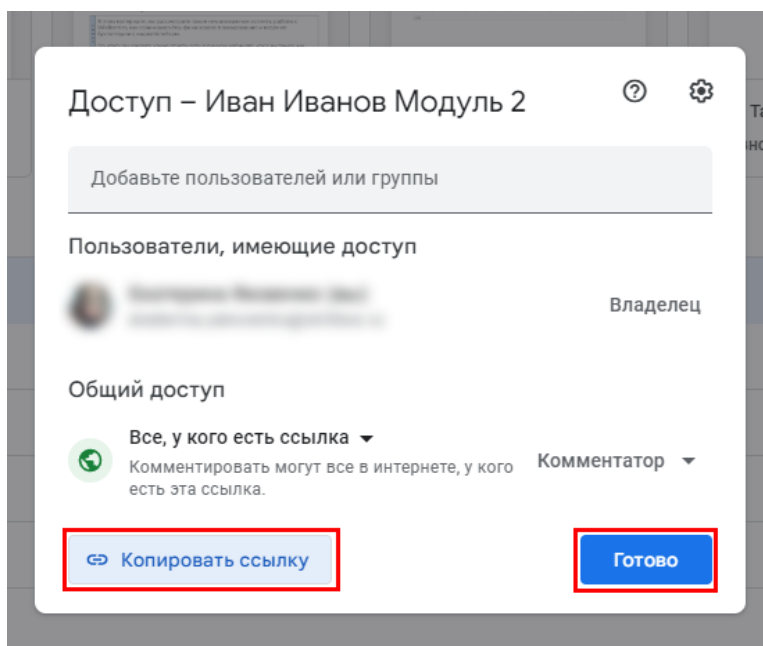 Доступ – Иван Иванов Модуль 2
Добавьте пользователей или группы
Пользователи, имеющие доступ
Владелец
Общий доступ
Все, у кого есть ссылка
Комментировать могут все в интернете, у кого
есть эта ссылка.
Комментатор
Копировать ссылку
Готово